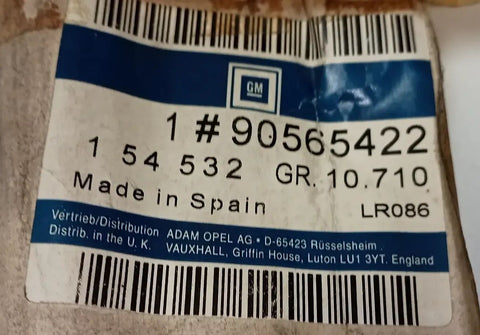 GM
1 # 90565422
1 54 532 GR. 10.710
Made in Spain LR086
Vertrieb/Distribution ADAM OPEL AG • D-65423 Rüsselsheim
Distrib. in the U. K. VAUXHALL, Griffin House, Luton LU1 3YT. England